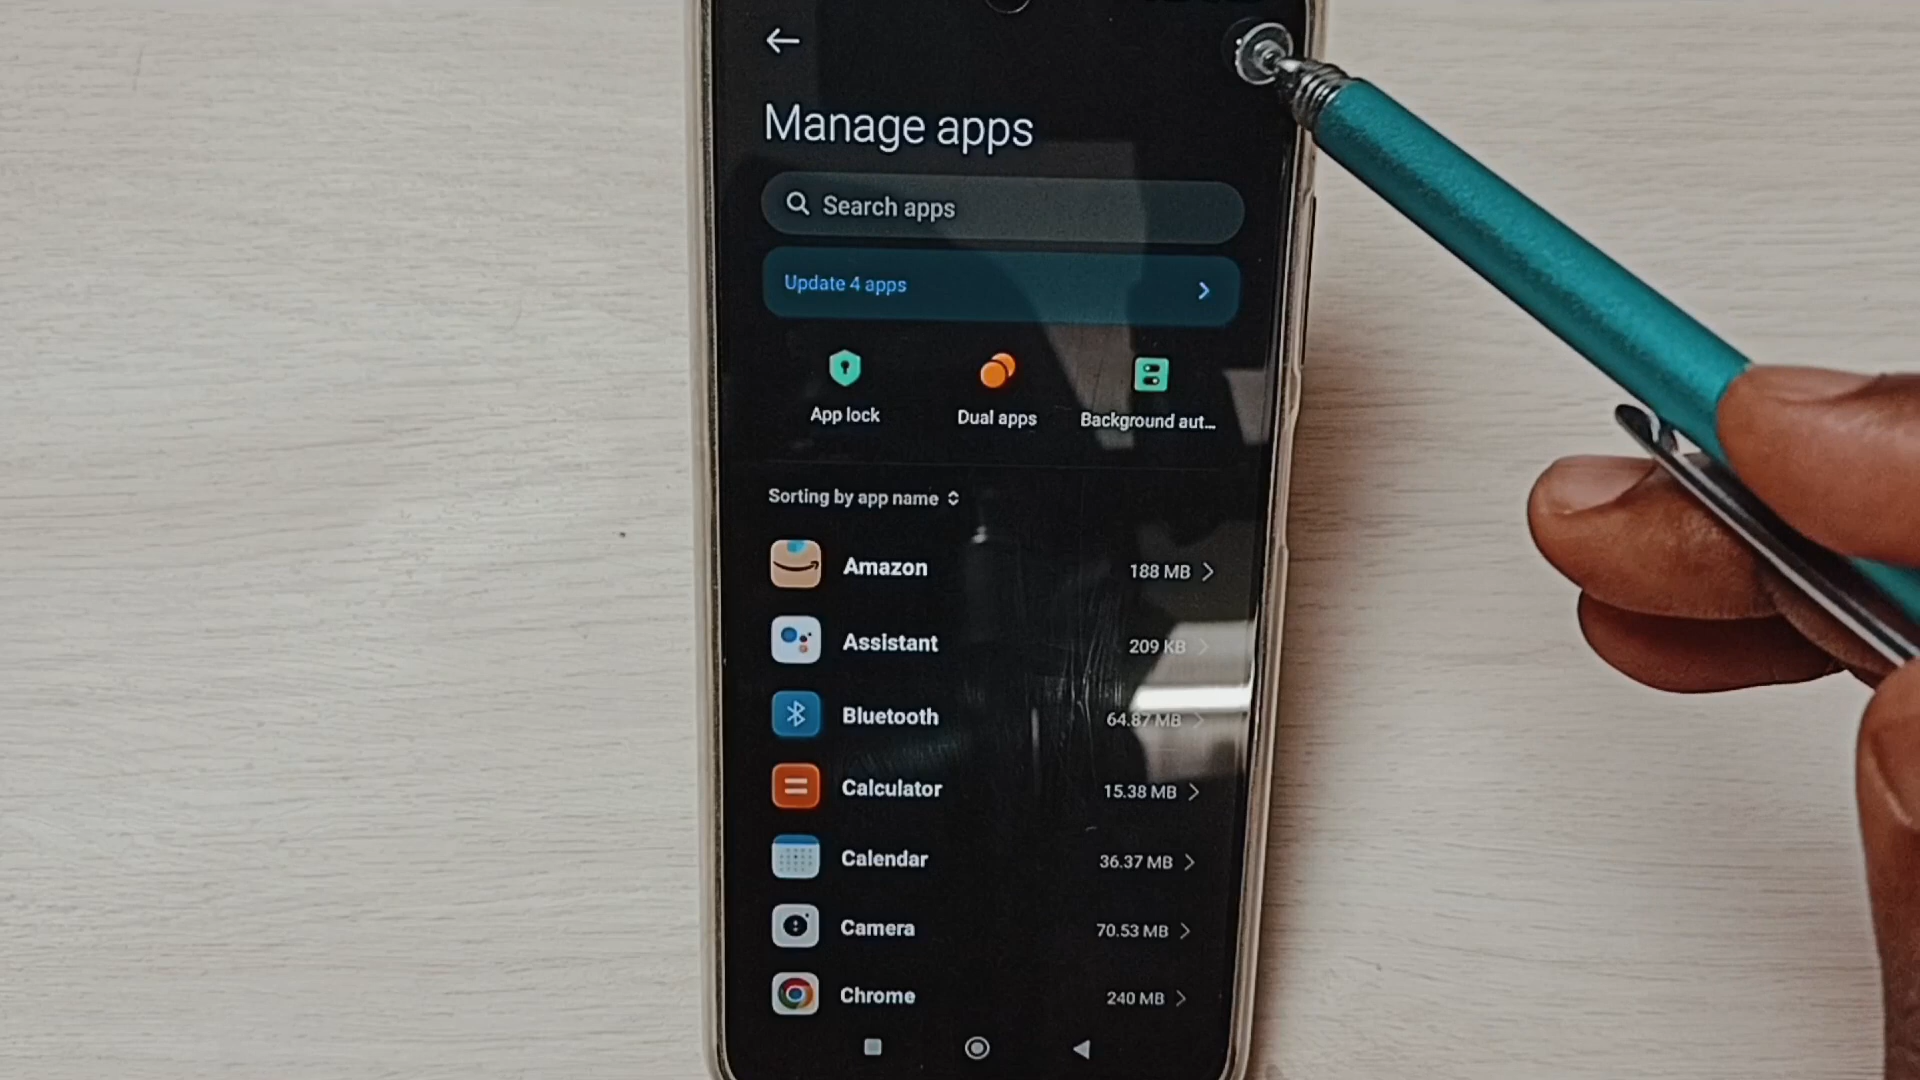 Manage apps
Search apps
Update 4 apps
App lock
Dual apps
Background aut...
Sorting by app name
Amazon 188 MB
Assistant 209 KB
Bluetooth 64.87 MB
Calculator 15.38 MB
Calendar 36.37 MB
Camera 70.53 MB
Chrome 240 MB